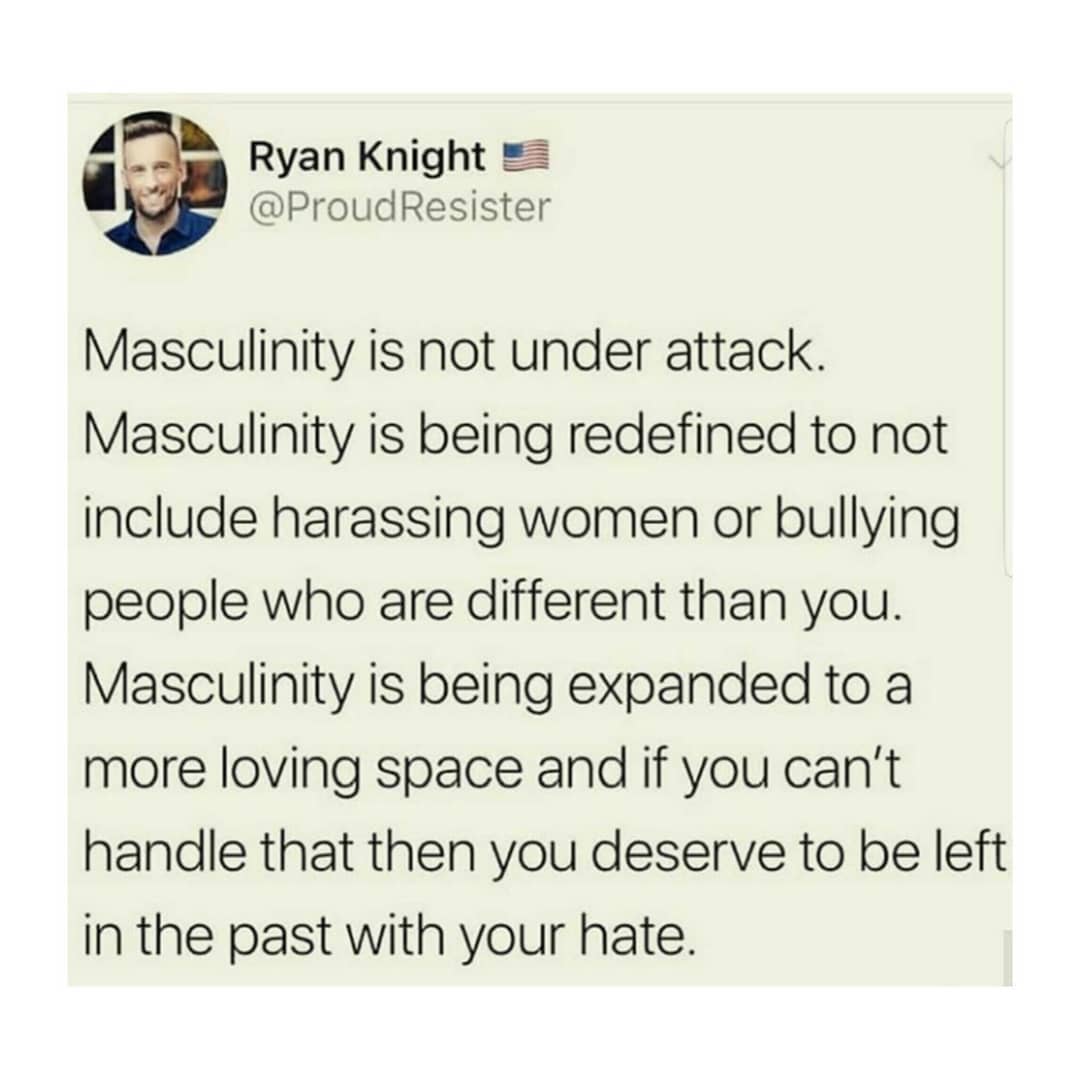 Ryan Knight 🇺🇸
@ProudResister
Masculinity is not under attack.
Masculinity is being redefined to not
include harassing women or bullying
people who are different than you.
Masculinity is being expanded to a
more loving space and if you can't
handle that then you deserve to be left
in the past with your hate.